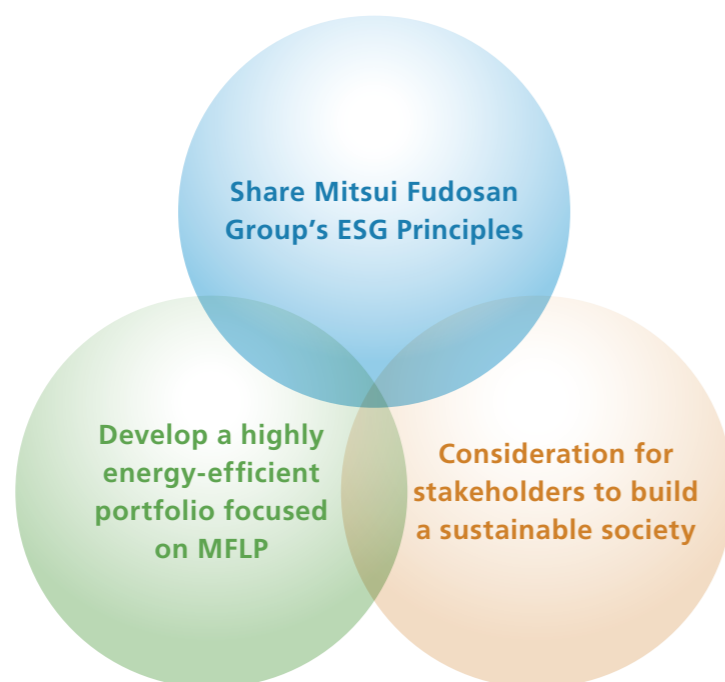 Share Mitsui Fudosan
Group’s ESG Principles
Develop a highly
energy-efficient
portfolio focused
on MFLP
Consideration for
stakeholders to build
a sustainable society